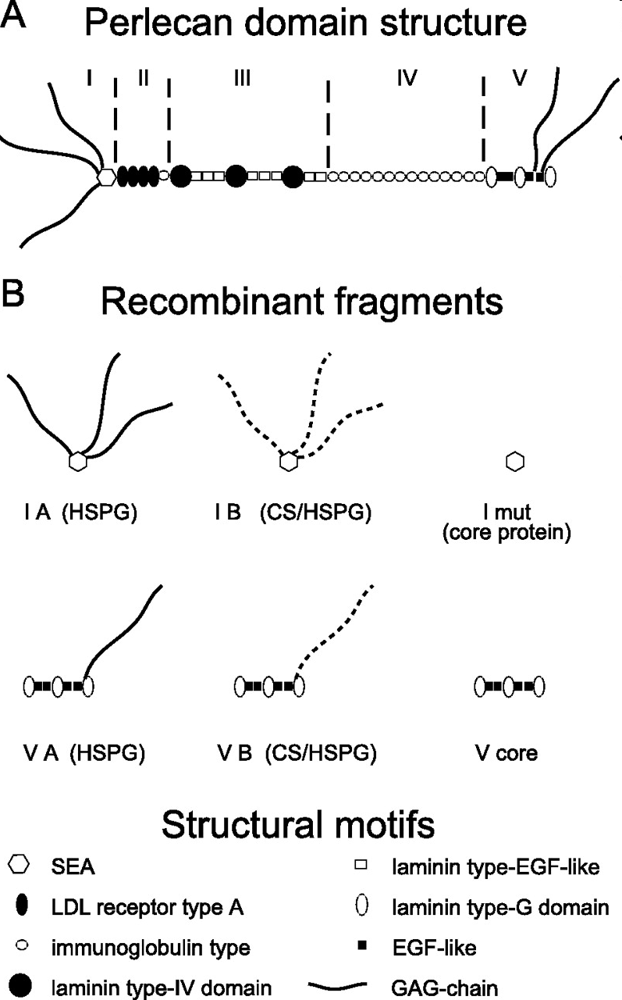 A
Perlecan domain structure
I II III IV V
B
Recombinant fragments
I A (HSPG) I B (CS/HSPG) I mut
(core protein)
V A (HSPG) V B (CS/HSPG) V core
Structural motifs
SEA laminin type-EGF-like
LDL receptor type A laminin type-G domain
immunoglobulin type EGF-like
laminin type-IV domain GAG-chain